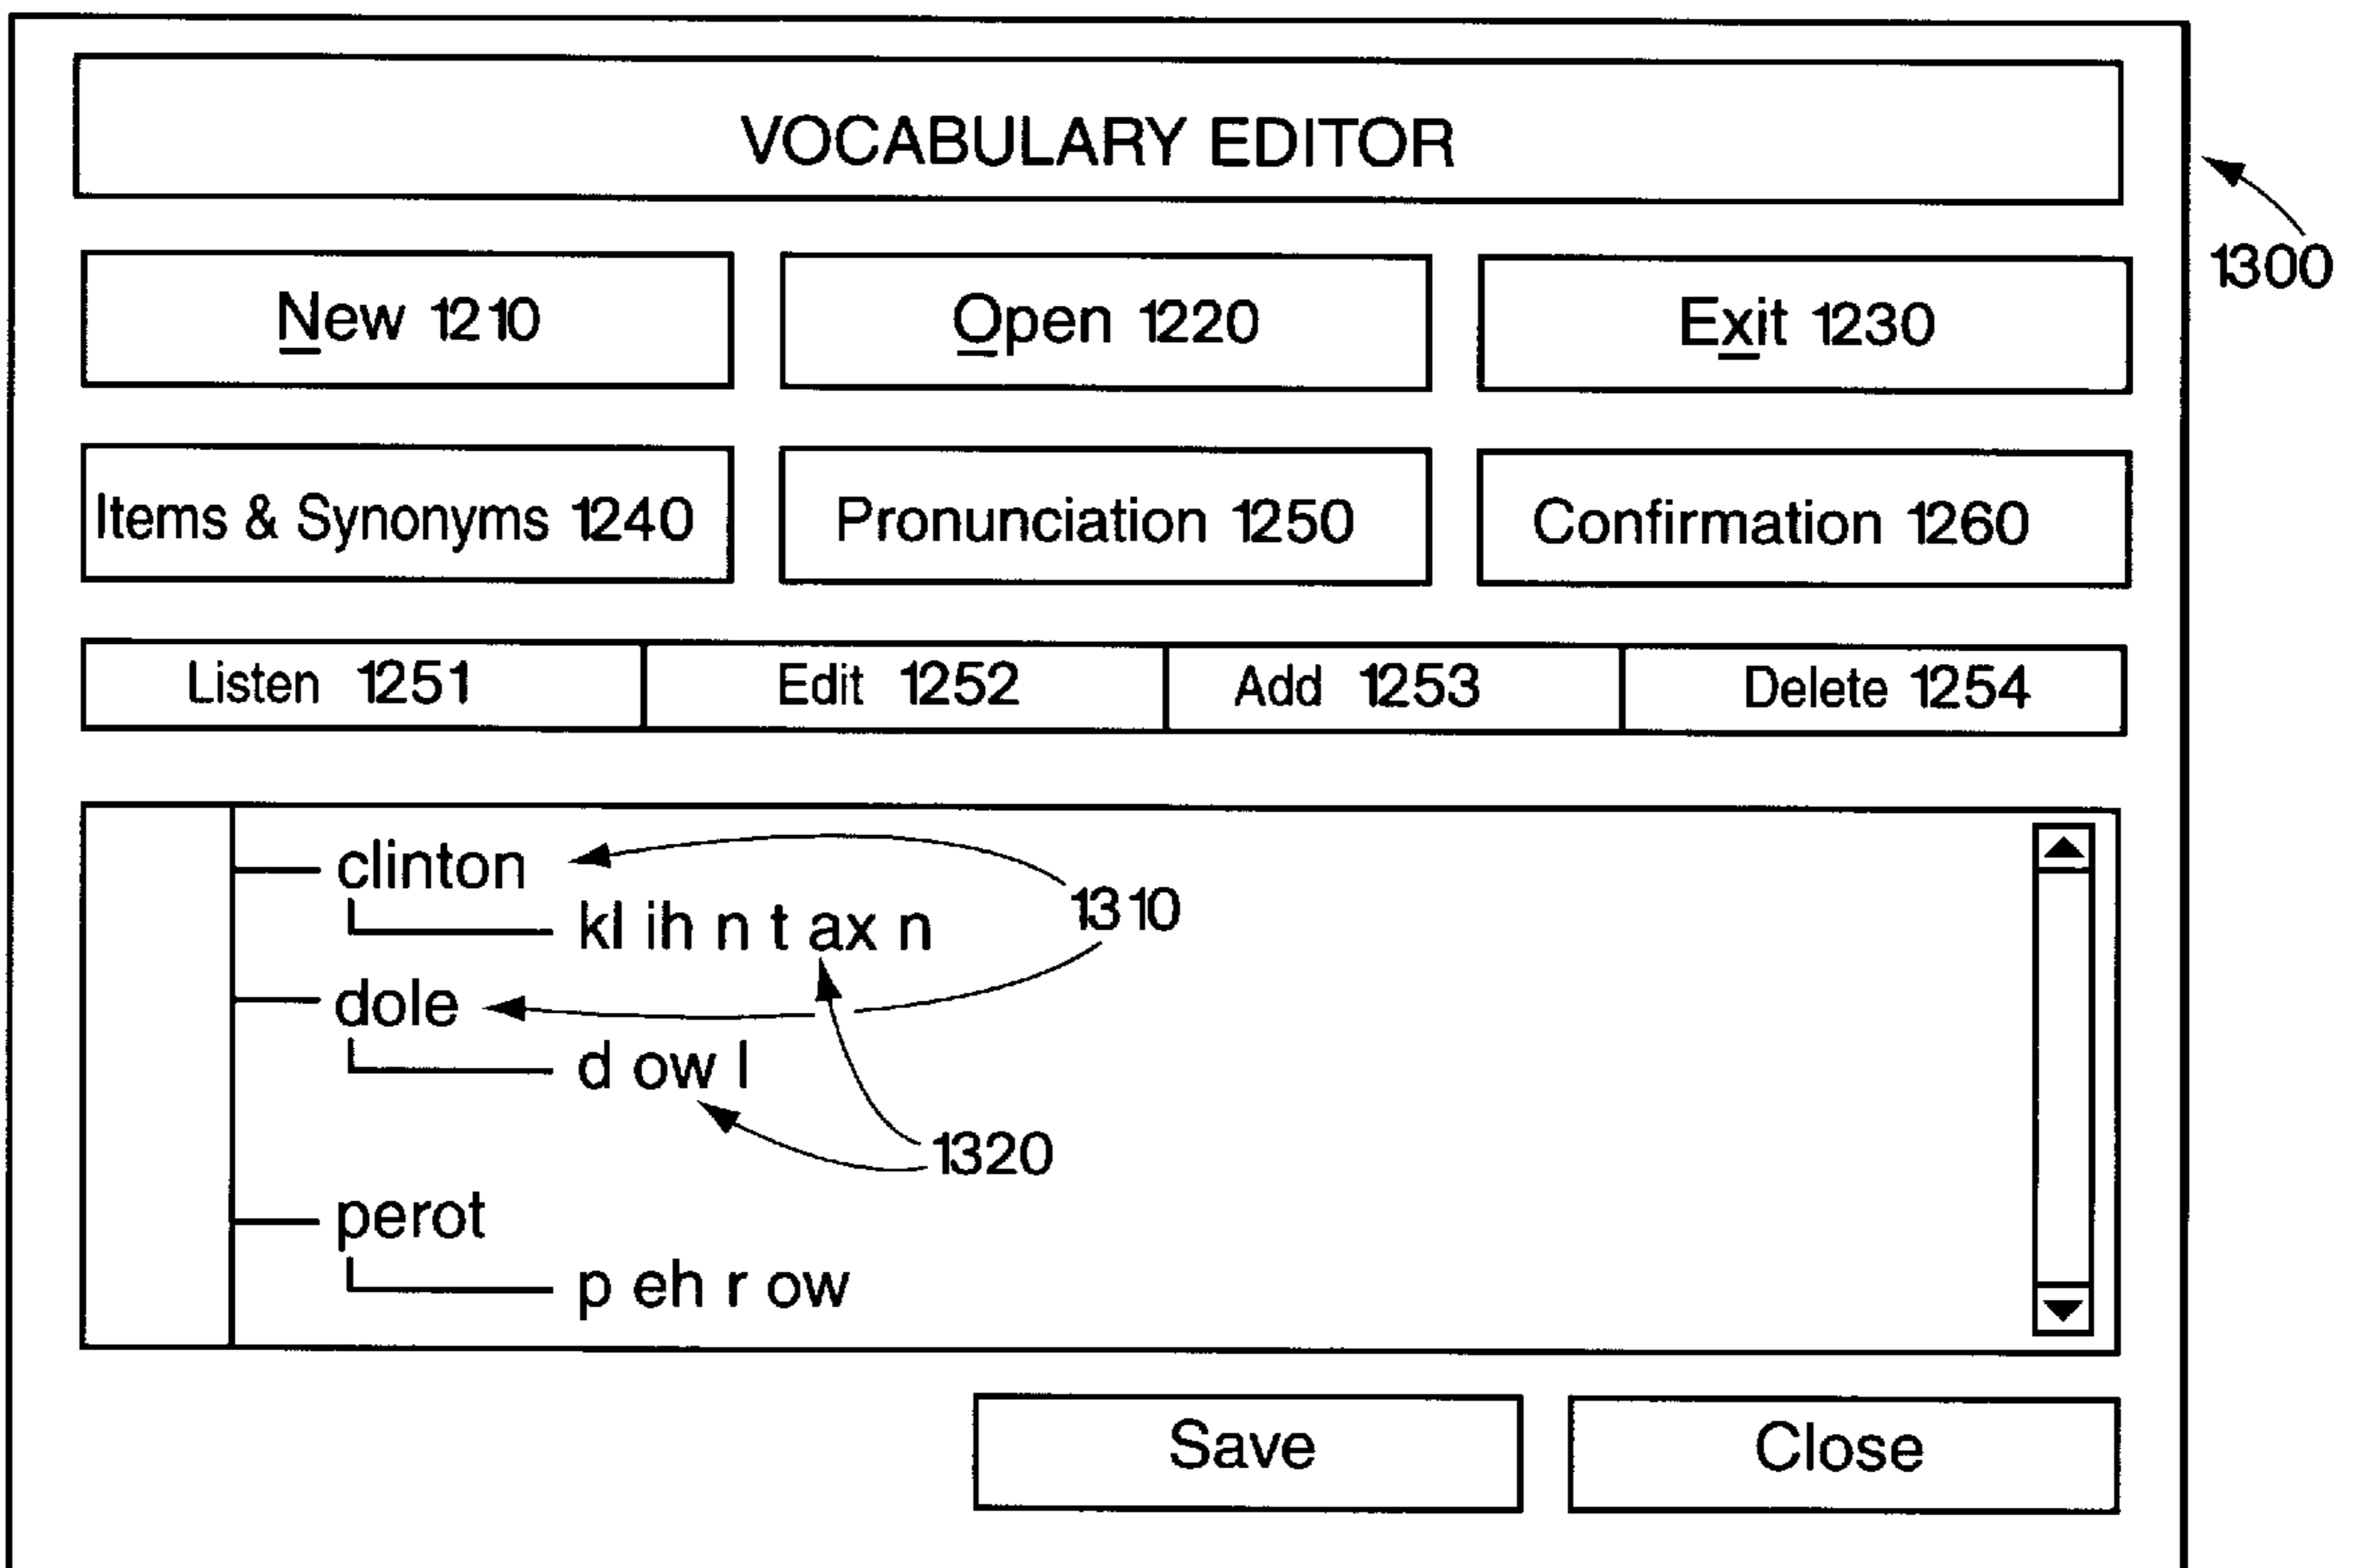 VOCABULARY EDITOR
1300
New 1210
Open 1220
Exit 1230
Items & Synonyms 1240
Pronunciation 1250
Confirmation 1260
Listen 1251
Edit 1252
Add 1253
Delete 1254
clinton
1310
kl ih n t ax n
dole
d ow l
1320
perot
p eh r ow
Save
Close